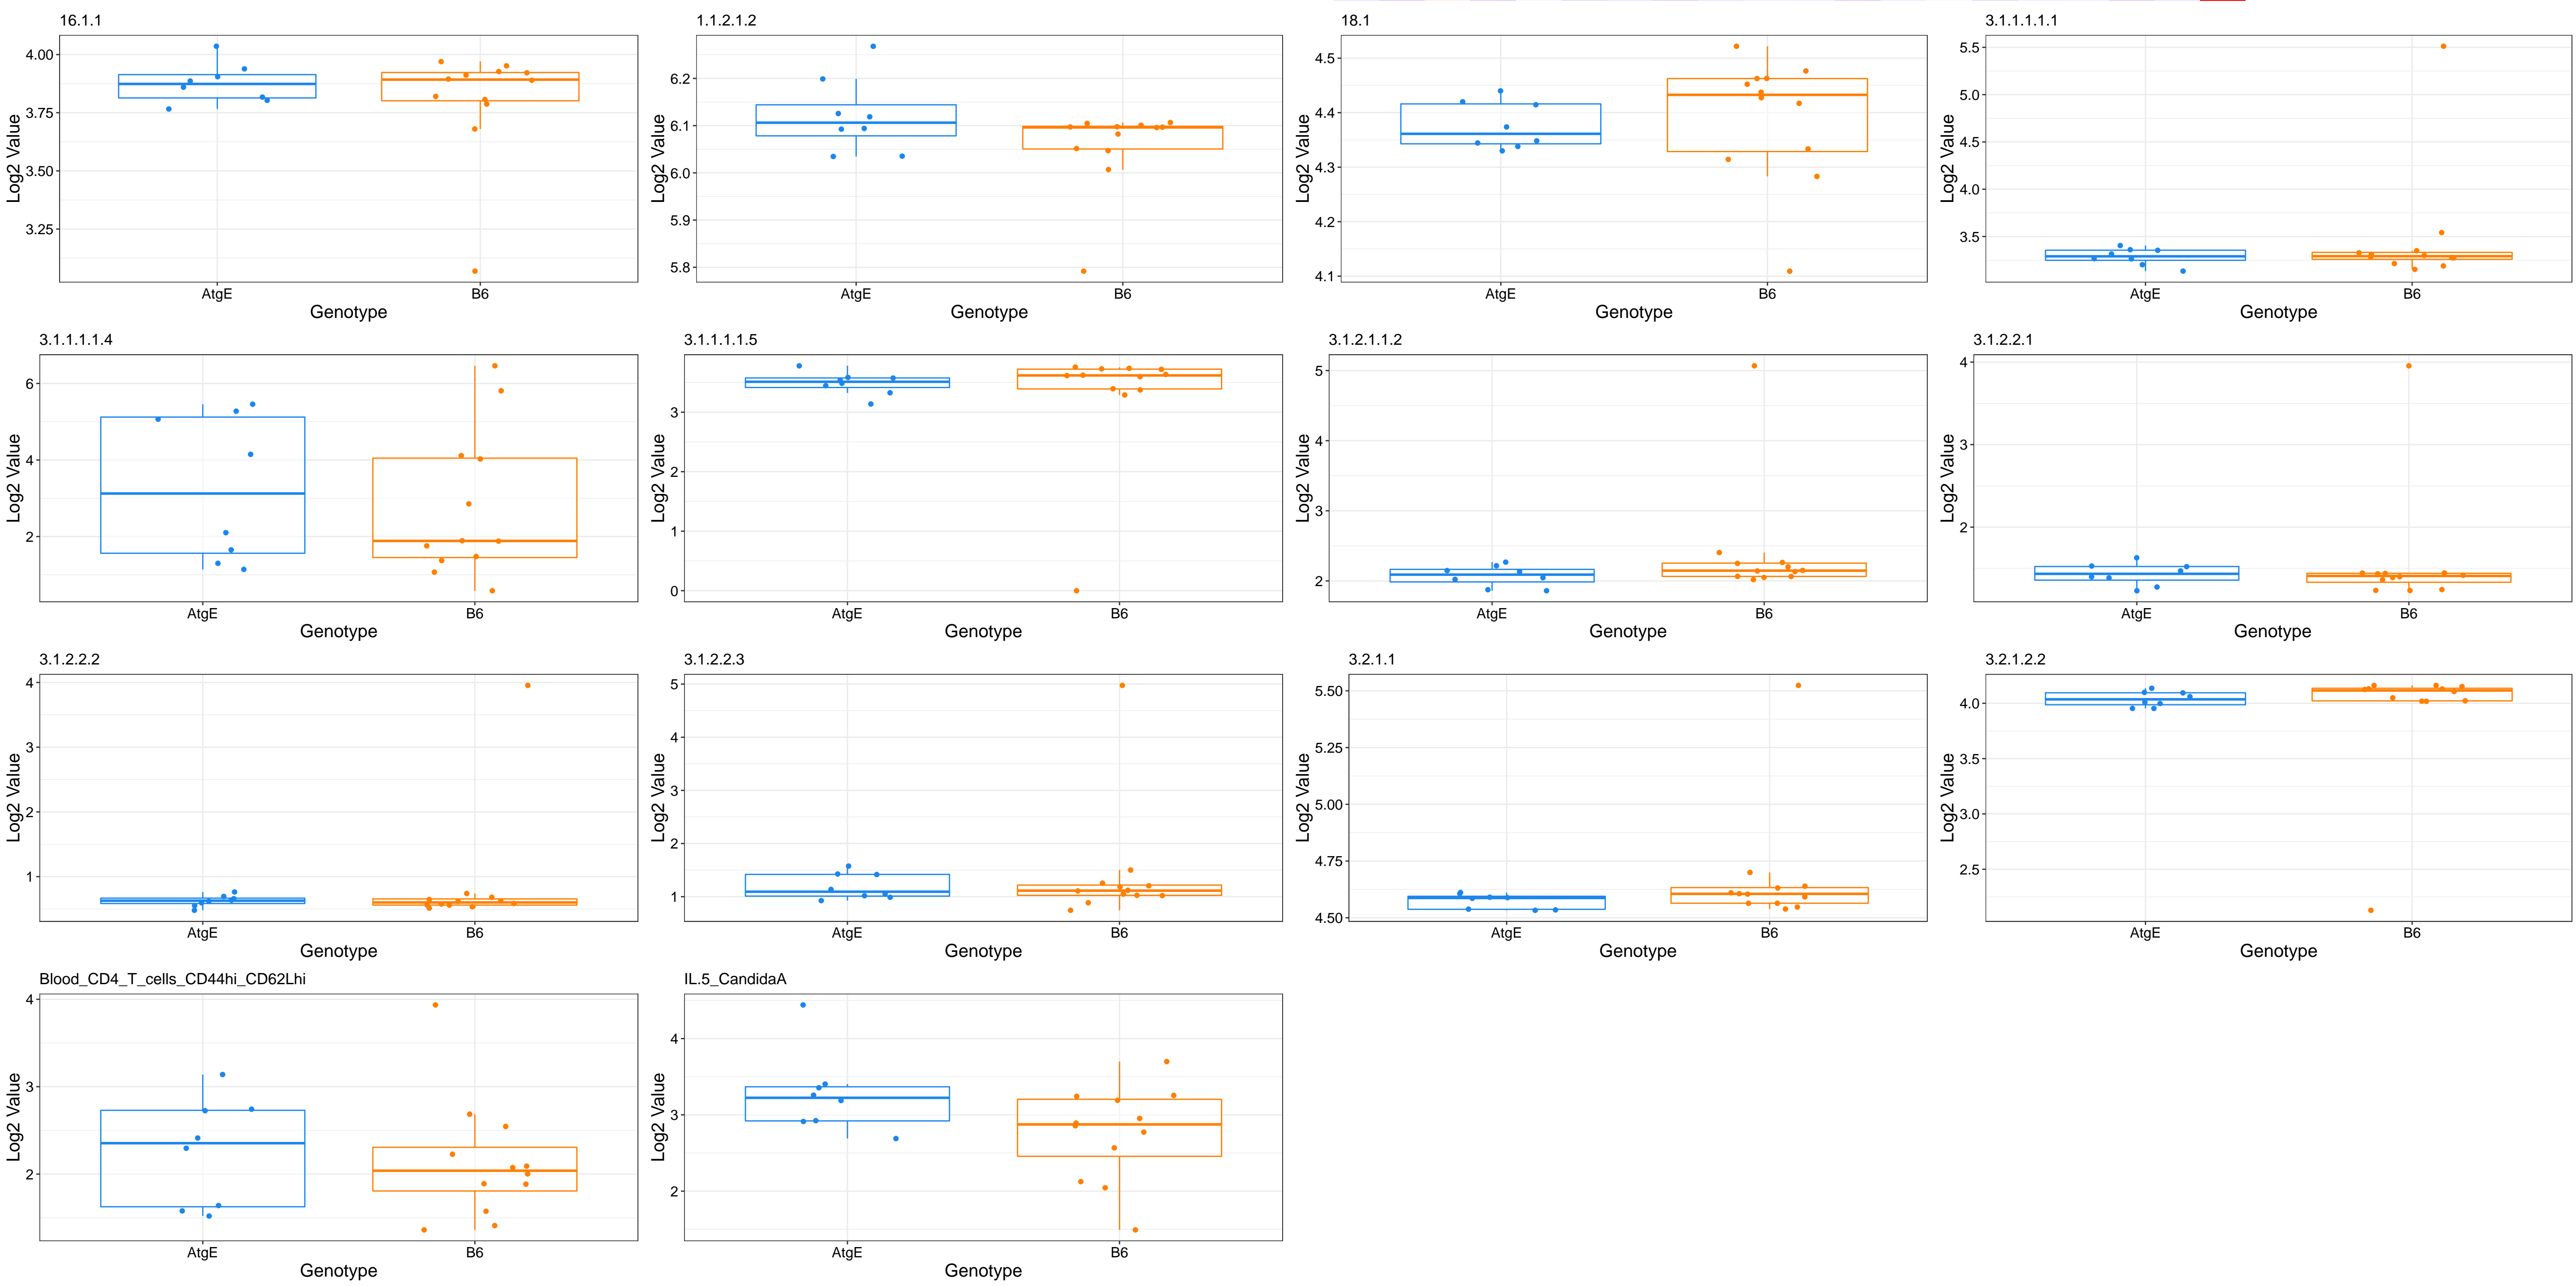 16.1.1
1.1.2.1.2
18.1
3.1.1.1.1.1
Log2 Value
4.00
3.75
3.50
3.25
AtgE
B6
Genotype
Log2 Value
6.2
6.1
6.0
5.9
5.8
AtgE
B6
Genotype
Log2 Value
4.5
4.4
4.3
4.2
4.1
AtgE
B6
Genotype
Log2 Value
5.5
5.0
4.5
4.0
3.5
AtgE
B6
Genotype
3.1.1.1.1.4
3.1.1.1.1.5
3.1.2.1.1.2
3.1.2.2.1
Log2 Value
6
4
2
AtgE
B6
Genotype
Log2 Value
3
2
1
0
AtgE
B6
Genotype
Log2 Value
5
4
3
2
AtgE
B6
Genotype
Log2 Value
4
3
2
AtgE
B6
Genotype
3.1.2.2.2
3.1.2.2.3
3.2.1.1
3.2.1.2.2
Log2 Value
4
3
2
1
AtgE
B6
Genotype
Log2 Value
5
4
3
2
1
AtgE
B6
Genotype
Log2 Value
5.50
5.25
5.00
4.75
4.50
AtgE
B6
Genotype
Log2 Value
4.0
3.5
3.0
2.5
AtgE
B6
Genotype
Blood_CD4_T_cells_CD44hi_CD62Lhi
IL.5_CandidaA
Log2 Value
4
3
2
AtgE
B6
Genotype
Log2 Value
4
3
2
AtgE
B6
Genotype